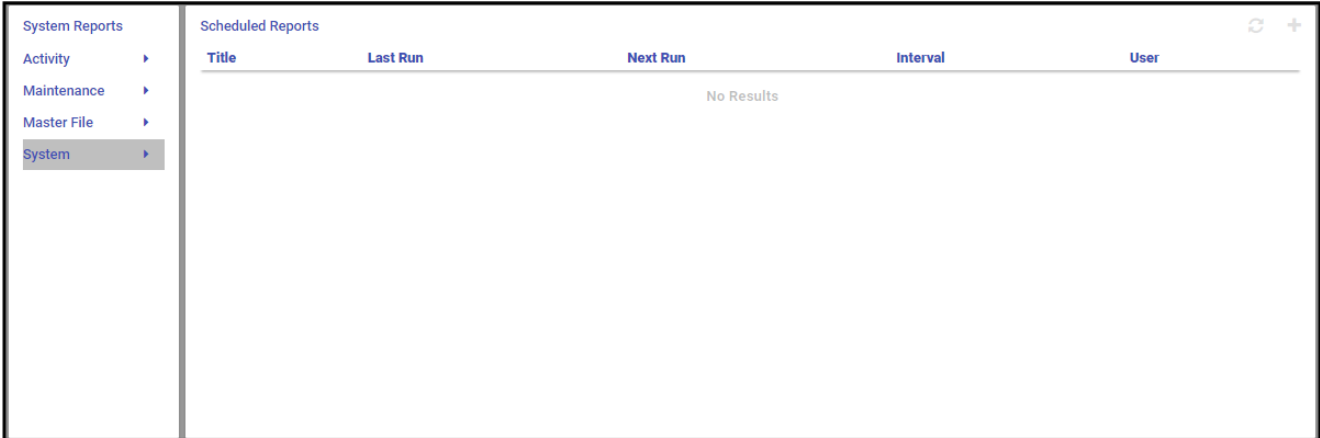 System Reports
Activity
Maintenance
Master File
System
Scheduled Reports
Title Last Run Next Run Interval User
No Results